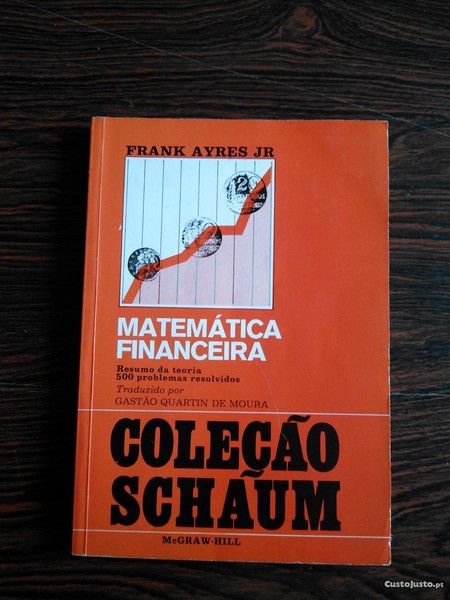 FRANK AYRES JR
2
MATEMÁTICA
FINANCEIRA
Resumo da teoria
500 problemas resolvidos
Traduzido por
GASTÃO QUARTIN DE MOURA
COLEÇÃO
SCHAUM
McGRAW-HILL
CustoJusto.pt